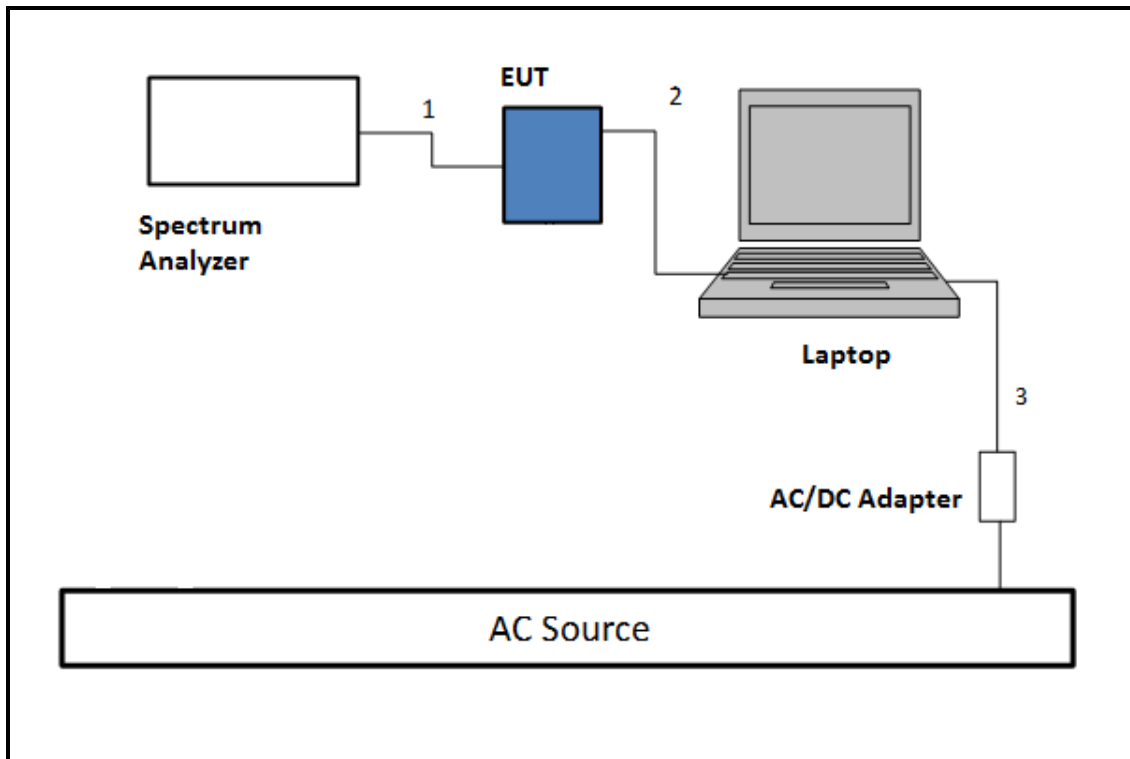 EUT
1
2
Spectrum
Analyzer
Laptop
3
AC/DC Adapter
AC Source